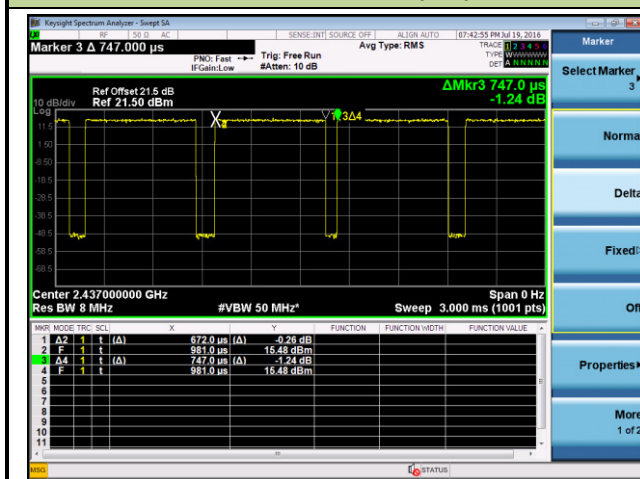 Keysight Spectrum Analyzer - Swept SA
RF 50 Ω AC SENSE:INT SOURCE OFF ALIGN AUTO 07:42:55 PM Jul 19, 2016
Marker 3 Δ 747.000 µs
PNO: Fast
IFGain:Low
Trig: Free Run
#Atten: 10 dB
Avg Type: RMS
TRACE 1 2 3 4 5 6
TYPE WWWWWW
DET A NNNNN
Ref Offset 21.5 dB
10 dB/div Ref 21.50 dBm
Log
ΔMkr3 747.0 µs
-1.24 dB
11.5
1.50
-8.50
-18.5
-28.5
-38.5
-48.5
-58.5
-68.5
3Δ4
Center 2.437000000 GHz Span 0 Hz
Res BW 8 MHz #VBW 50 MHz* Sweep 3.000 ms (1001 pts)
MKR MODE TRC SCL X Y FUNCTION FUNCTION WIDTH FUNCTION VALUE
1 Δ2 1 t (Δ) 672.0 µs (Δ) -0.26 dB
2 F 1 t 981.0 µs 15.48 dBm
3 Δ4 1 t (Δ) 747.0 µs (Δ) -1.24 dB
4 F 1 t 981.0 µs 15.48 dBm
5
6
7
8
9
10
11
MSG STATUS
Marker
Select Marker
3
Norma
Delta
Fixed
Of
Properties
More
1 of 2